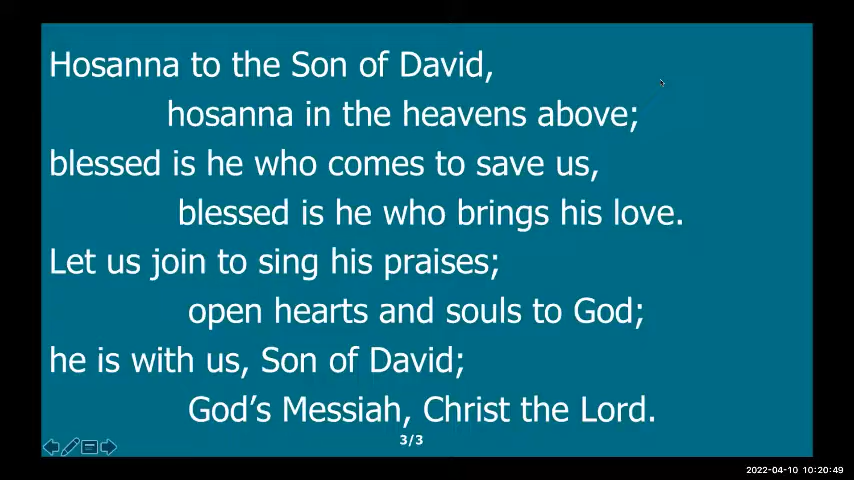 Hosanna to the Son of David,
hosanna in the heavens above;
blessed is he who comes to save us,
blessed is he who brings his love.
Let us join to sing his praises;
open hearts and souls to God;
he is with us, Son of David;
God’s Messiah, Christ the Lord.
3/3
2022-04-10 10:20:49